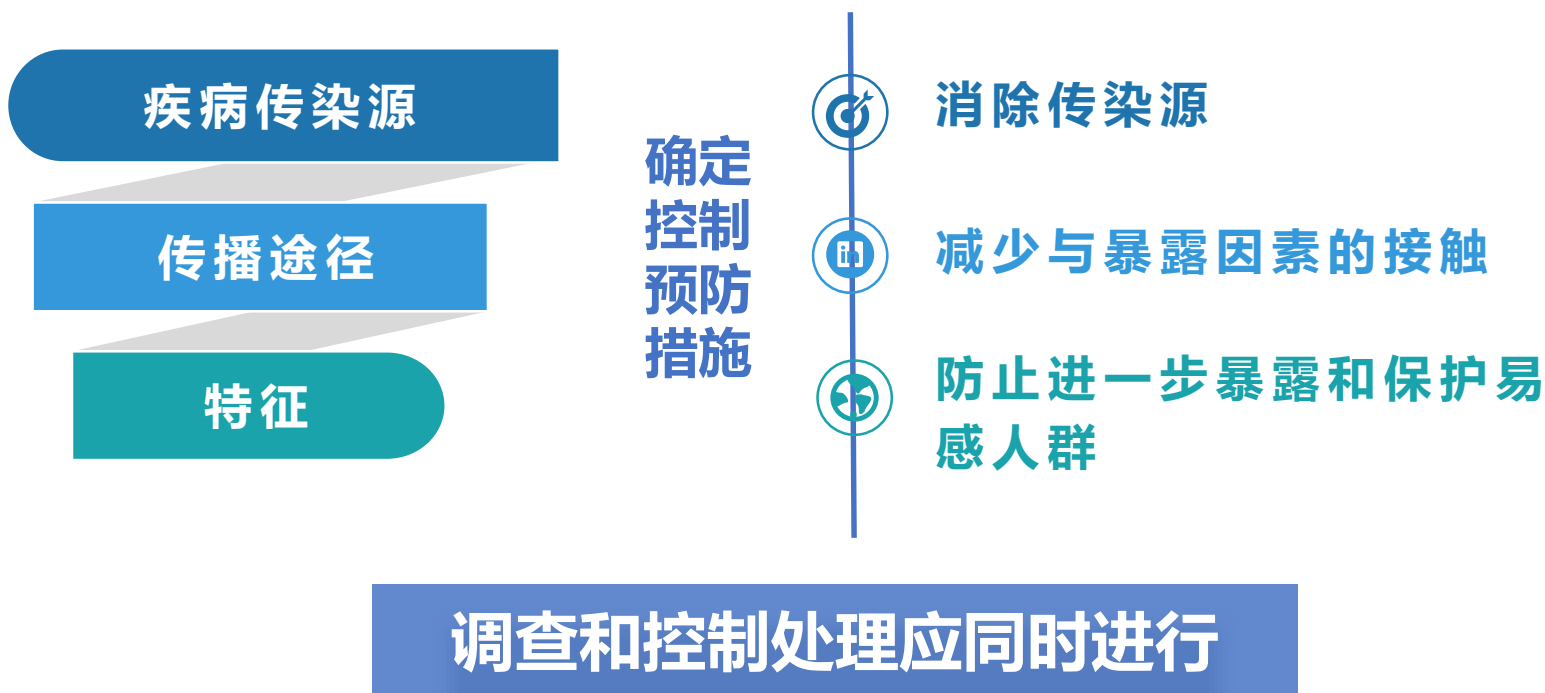 疾病传染源
传播途径
特征
确定
控制
预防
措施
消除传染源
in
减少与暴露因素的接触
防止进一步暴露和保护易
感人群
调查和控制处理应同时进行